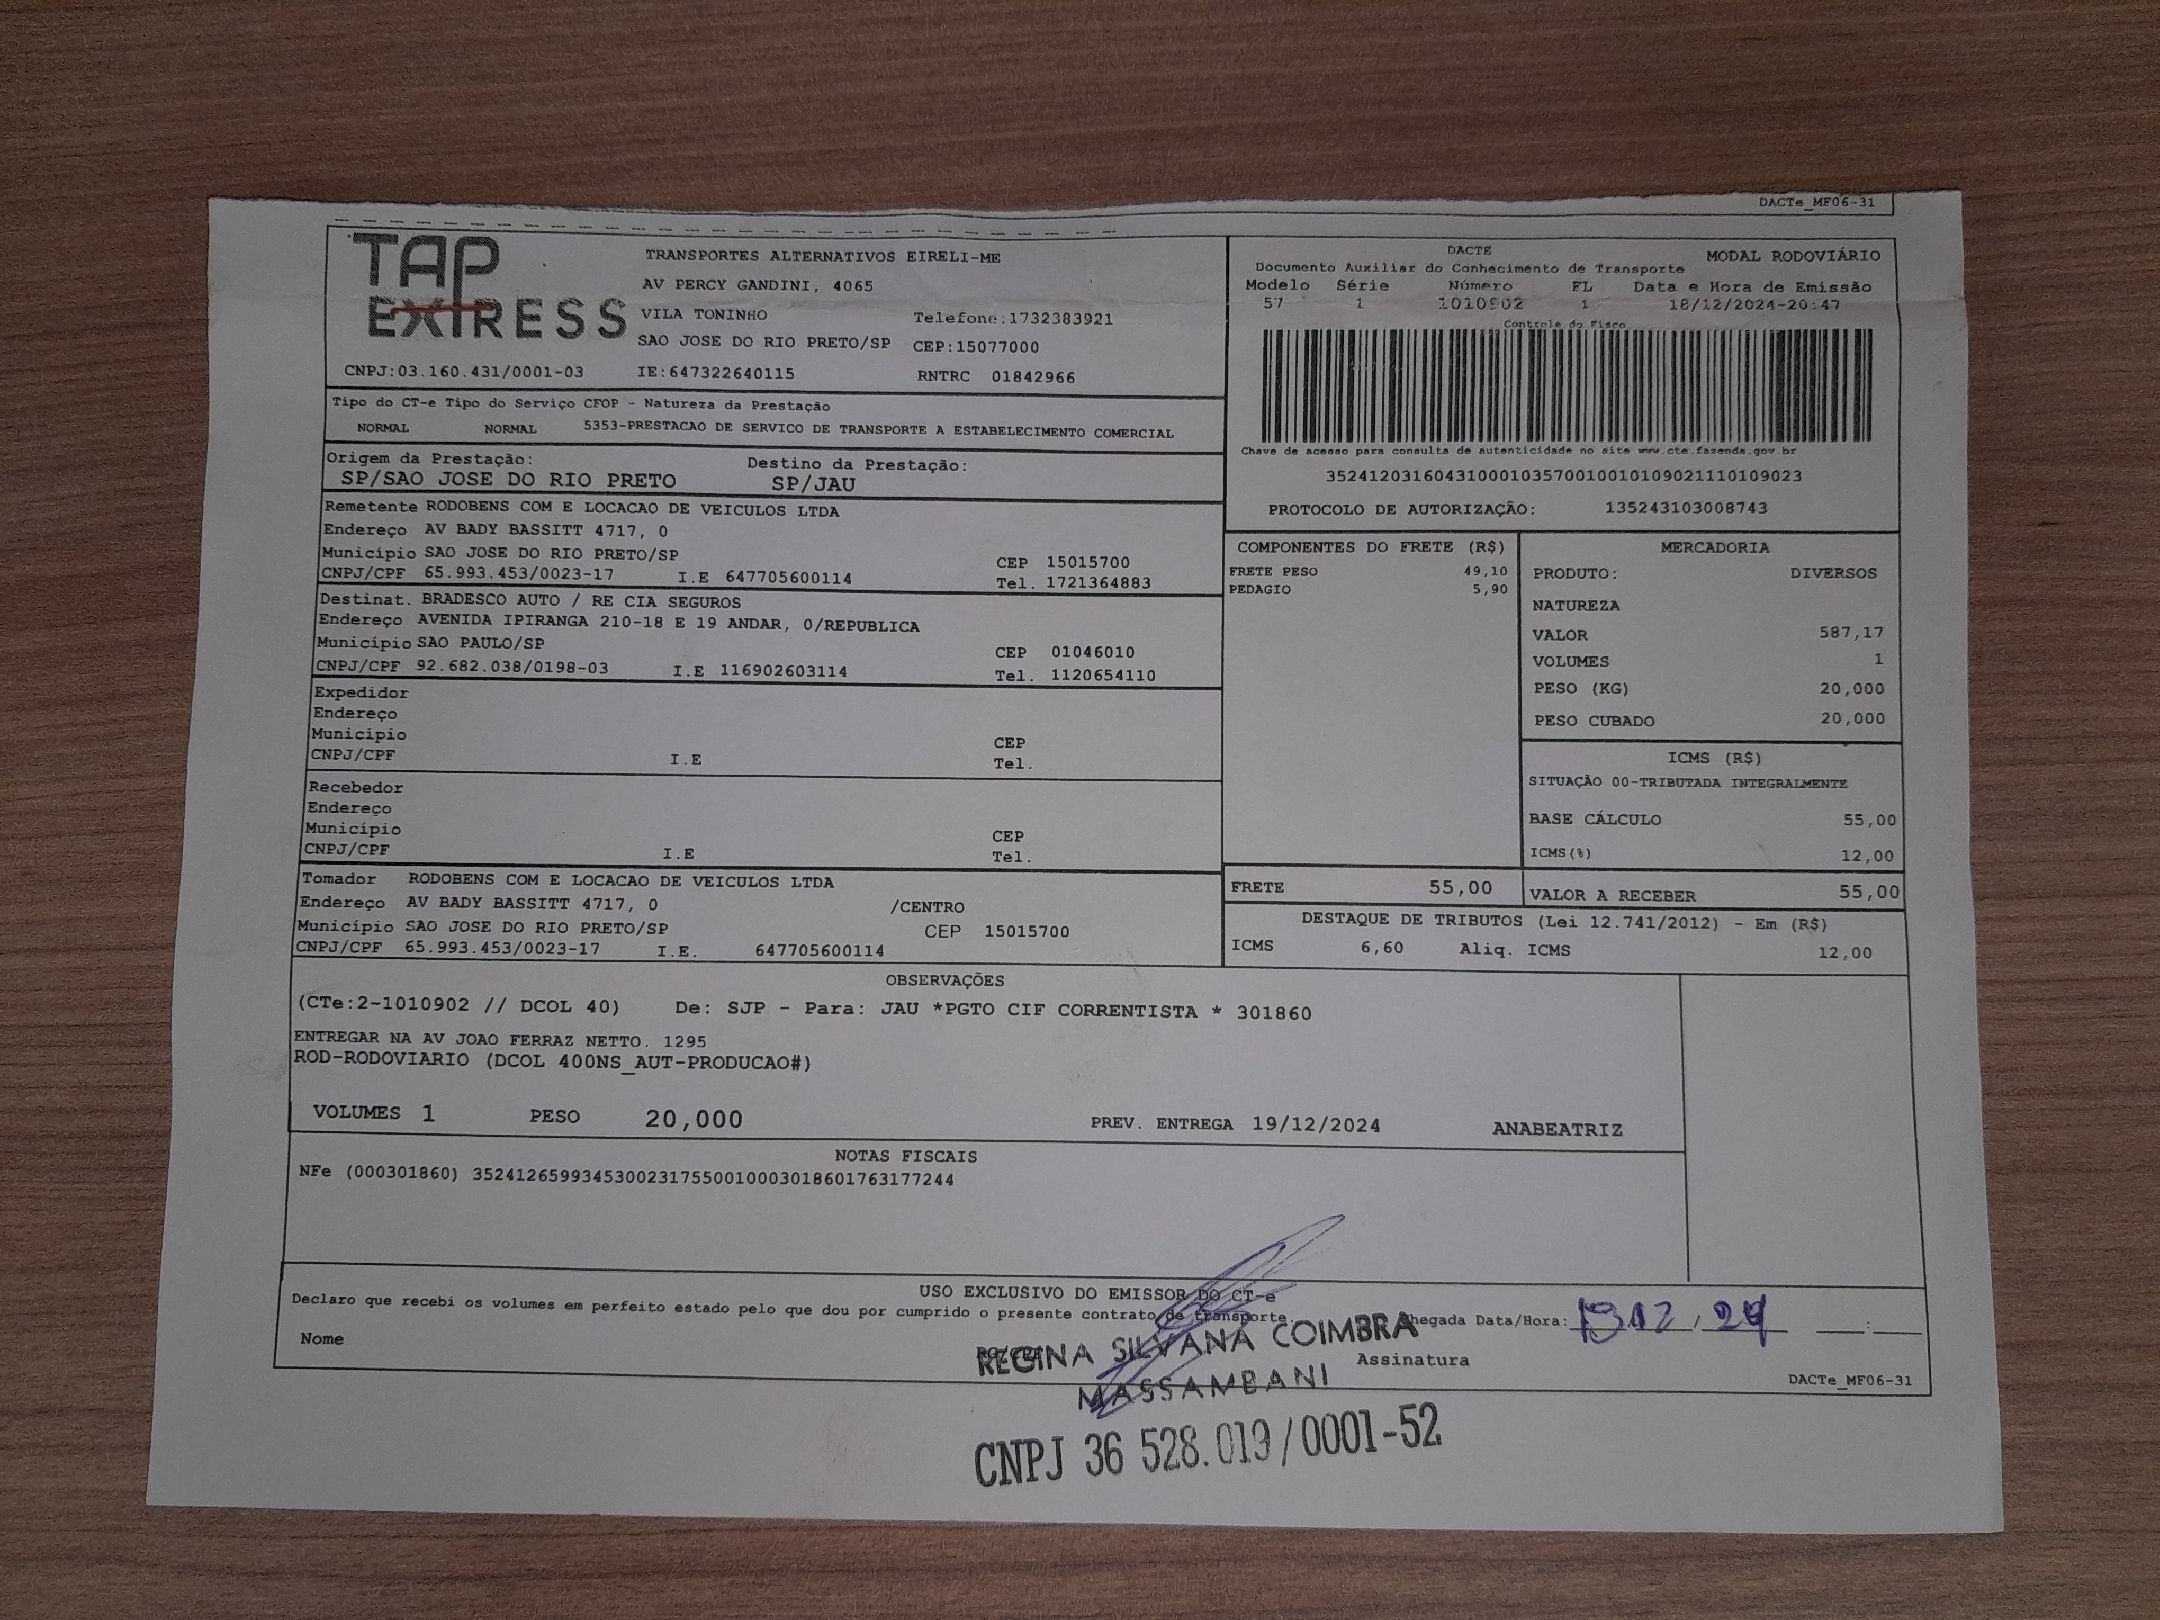 DACTe_MF06-31
TAP EXPRESS
TRANSPORTES ALTERNATIVOS EIRELI-ME
AV PERCY GANDINI, 4065
VILA TONINHO Telefone:1732383921
SAO JOSE DO RIO PRETO/SP CEP:15077000
CNPJ:03.160.431/0001-03 IE:647322640115 RNTRC 01842966
DACTE MODAL RODOVIÁRIO
Documento Auxiliar do Conhecimento de Transporte
Modelo Série Número FL Data e Hora de Emissão
57 1 1010902 1 18/12/2024-20:47
Controle do Fisco
Chave de acesso para consulta de autenticidade no site www.cte.fazenda.gov.br
35241203160431000103570010010109021110109023
PROTOCOLO DE AUTORIZAÇÃO: 135243103008743
Tipo do CT-e Tipo do Serviço CFOP - Natureza da Prestação
NORMAL NORMAL 5353-PRESTACAO DE SERVICO DE TRANSPORTE A ESTABELECIMENTO COMERCIAL
Origem da Prestação: Destino da Prestação:
SP/SAO JOSE DO RIO PRETO SP/JAU
Remetente RODOBENS COM E LOCACAO DE VEICULOS LTDA
Endereço AV BADY BASSITT 4717, 0
Município SAO JOSE DO RIO PRETO/SP CEP 15015700
CNPJ/CPF 65.993.453/0023-17 I.E 647705600114 Tel. 1721364883
Destinat. BRADESCO AUTO / RE CIA SEGUROS
Endereço AVENIDA IPIRANGA 210-18 E 19 ANDAR, 0/REPUBLICA
Município SAO PAULO/SP CEP 01046010
CNPJ/CPF 92.682.038/0198-03 I.E 116902603114 Tel. 1120654110
Expedidor
Endereço
Município CEP
CNPJ/CPF I.E Tel.
Recebedor
Endereço
Município CEP
CNPJ/CPF I.E Tel.
Tomador RODOBENS COM E LOCACAO DE VEICULOS LTDA
Endereço AV BADY BASSITT 4717, 0 /CENTRO
Município SAO JOSE DO RIO PRETO/SP CEP 15015700
CNPJ/CPF 65.993.453/0023-17 I.E. 647705600114
COMPONENTES DO FRETE (R$)
FRETE PESO 49,10
PEDAGIO 5,90
MERCADORIA
PRODUTO: DIVERSOS
NATUREZA
VALOR 587,17
VOLUMES 1
PESO (KG) 20,000
PESO CUBADO 20,000
ICMS (R$)
SITUAÇÃO 00-TRIBUTADA INTEGRALMENTE
BASE CÁLCULO 55,00
ICMS(%) 12,00
FRETE 55,00 VALOR A RECEBER 55,00
DESTAQUE DE TRIBUTOS (Lei 12.741/2012) - Em (R$)
ICMS 6,60 Aliq. ICMS 12,00
OBSERVAÇÕES
(CTe:2-1010902 // DCOL 40) De: SJP - Para: JAU *PGTO CIF CORRENTISTA * 301860
ENTREGAR NA AV JOAO FERRAZ NETTO. 1295
ROD-RODOVIARIO (DCOL 400NS_AUT-PRODUCAO#)
VOLUMES 1 PESO 20,000 PREV. ENTREGA 19/12/2024 ANABEATRIZ
NOTAS FISCAIS
NFe (000301860) 35241265993453002317550010003018601763177244
USO EXCLUSIVO DO EMISSOR DO CT-e
Declaro que recebi os volumes em perfeito estado pelo que dou por cumprido o presente contrato de transporte.
Chegada Data/Hora: 19 12, 24 __:__
Nome RG/CPF Assinatura
REGINA SILVANA COIMBRA
MASSAMBANI
CNPJ 36 528.019/0001-52
DACTe_MF06-31